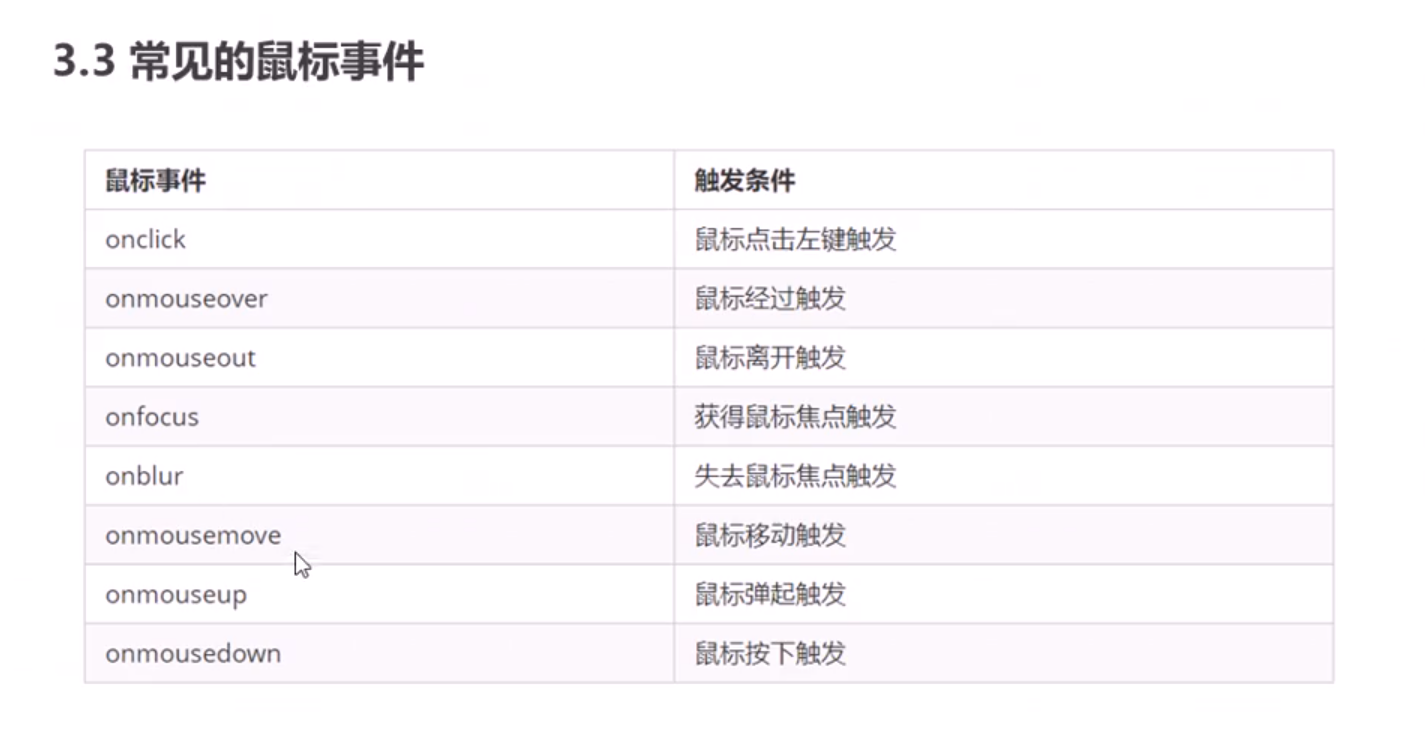 3.3 常见的鼠标事件
鼠标事件 触发条件
onclick 鼠标点击左键触发
onmouseover 鼠标经过触发
onmouseout 鼠标离开触发
onfocus 获得鼠标焦点触发
onblur 失去鼠标焦点触发
onmousemove 鼠标移动触发
onmouseup 鼠标弹起触发
onmousedown 鼠标按下触发